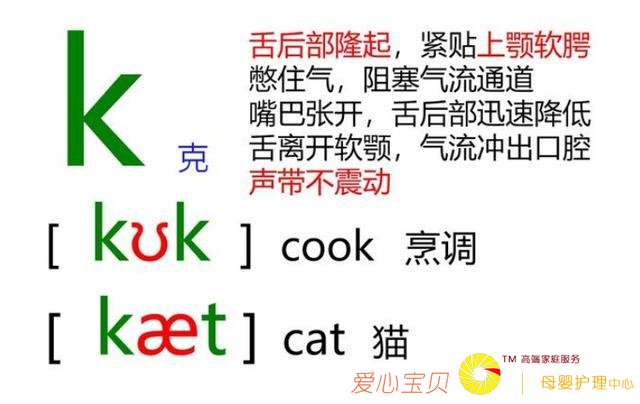 k 克
舌后部隆起，紧贴上颚软腭
憋住气，阻塞气流通道
嘴巴张开，舌后部迅速降低
舌离开软颚，气流冲出口腔
声带不震动
[ kʊk ] cook 烹调
[ kæt ] cat 猫
爱心宝贝 TM 高端家庭服务
母婴护理中心